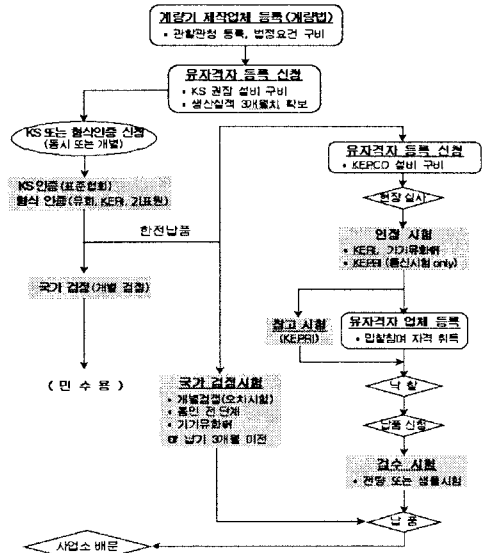 계량기 제작업체 등록 (계량법)
• 관할관청 등록, 법정요건 구비
유자격자 등록 신청
• KS 권장 설비 구비
• 생산실적 3개월치 확보
KS 또는 형식인증 신청
(동시 또는 개별)
KS 인증 (표준협회)
형식 인증 (유화, KERI, 기표원)
한전납품
국가 검정 (개별 검정)
( 민 수 용 )
유자격자 등록 신청
• KEPCO 설비 구비
현장 실사
인정 시험
• KERI, 기기유화
• KEPRI (통신시험 only)
참고 시험
(KEPRI)
유자격자 업체 등록
• 입찰참여 자격 취득
국가 검정시험
• 개별검정 (오차시험)
• 봉인 전 단계
• 기기유화
or 납기 3개월 이전
낙 찰
납품 신청
검수 시험
• 전량 또는 샘플시험
납 품
사업소 배분